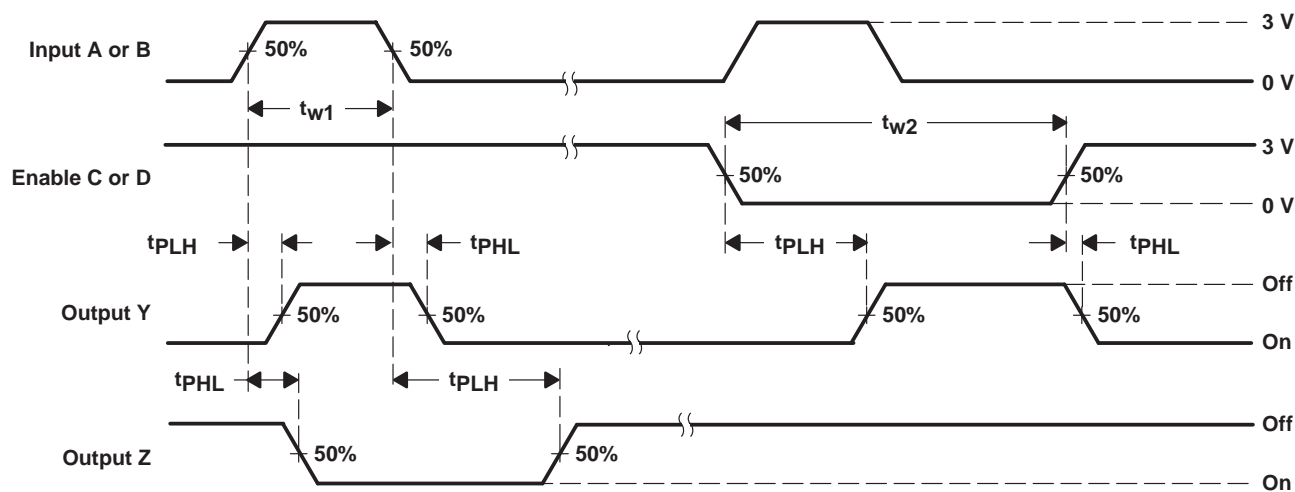 3 V
Input A or B
50%
50%
0 V
tw1
tw2
3 V
Enable C or D
50%
50%
0 V
tPLH
tPHL
tPLH
tPHL
Off
Output Y
50%
50%
50%
50%
On
tPHL
tPLH
Off
Output Z
50%
50%
On